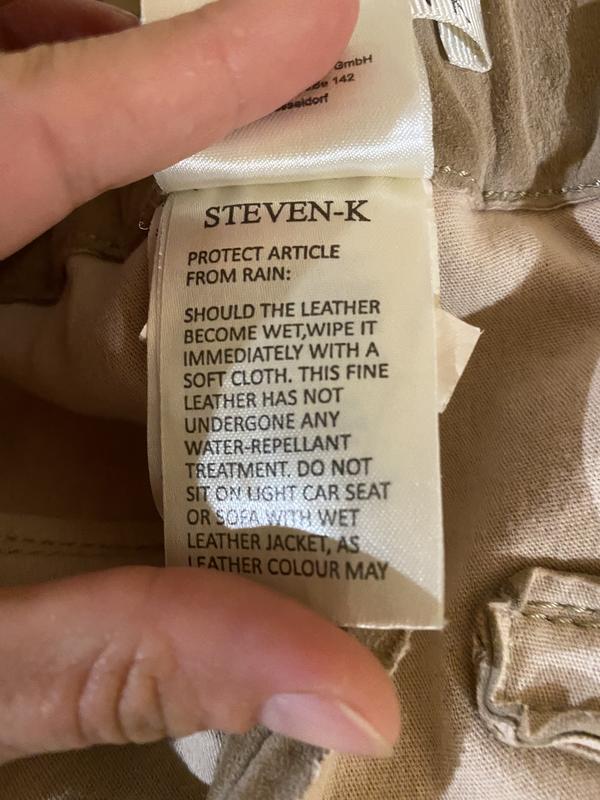 GmbH
142
STEVEN-K
PROTECT ARTICLE
FROM RAIN:
SHOULD THE LEATHER
BECOME WET,WIPE IT
IMMEDIATELY WITH A
SOFT CLOTH. THIS FINE
LEATHER HAS NOT
UNDERGONE ANY
WATER-REPELLANT
TREATMENT. DO NOT
SIT ON LIGHT CAR SEAT
OR SOFA WITH WET
LEATHER JACKET, AS
LEATHER COLOUR MAY